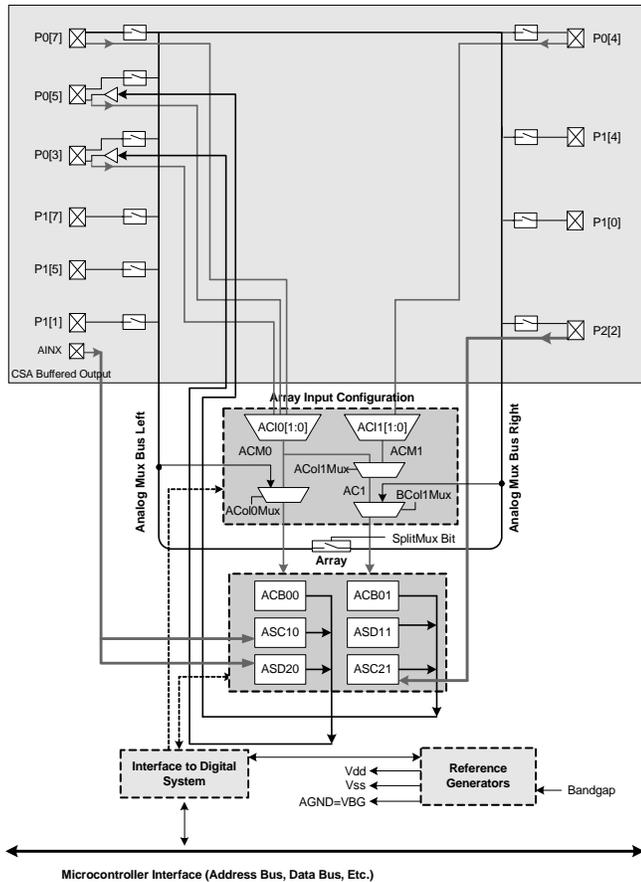 P0[7]
P0[4]
P0[5]
P1[4]
P0[3]
P1[7]
P1[0]
P1[5]
P1[1]
P2[2]
AINX
CSA Buffered Output
Array Input Configuration
ACI0[1:0]
ACI1[1:0]
ACM0
ACM1
ACol1Mux
AC1
BCol1Mux
ACol0Mux
Analog Mux Bus Left
Analog Mux Bus Right
SplitMux Bit
Array
ACB00
ACB01
ASC10
ASD11
ASD20
ASC21
Interface to Digital
System
Reference
Generators
Vdd
Vss
AGND=VBG
Bandgap
Microcontroller Interface (Address Bus, Data Bus, Etc.)